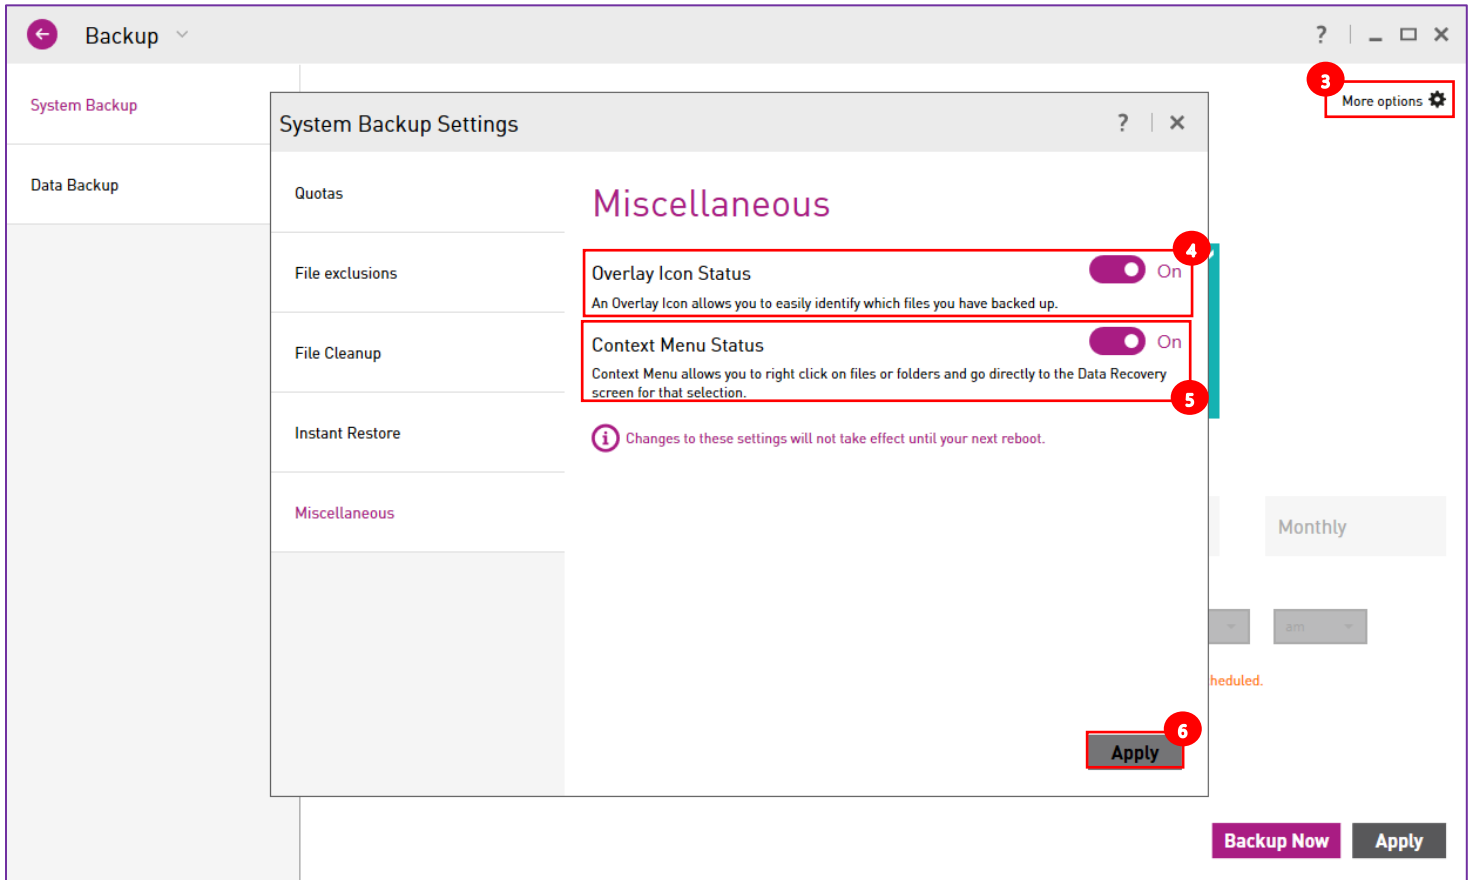 Backup
?
3
System Backup
More options
System Backup Settings
?
Data Backup
Quotas
Miscellaneous
4
File exclusions
Overlay Icon Status
On
An Overlay Icon allows you to easily identify which files you have backed up.
File Cleanup
Context Menu Status
On
Context Menu allows you to right click on files or folders and go directly to the Data Recovery
screen for that selection.
5
Instant Restore
Changes to these settings will not take effect until your next reboot.
Miscellaneous
Monthly
am
heduled.
6
Apply
Backup Now
Apply